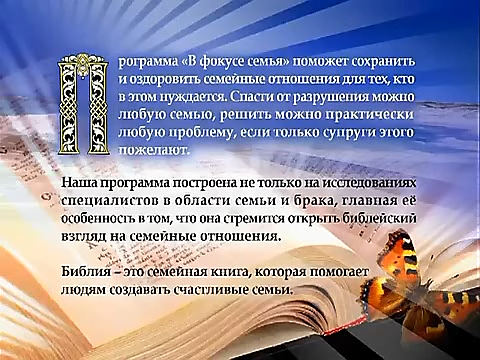 Программа «В фокусе семья» поможет сохранить
и оздоровить семейные отношения для тех, кто
в этом нуждается. Спасти от разрушения можно
любую семью, решить можно практически
любую проблему, если только супруги этого
пожелают.
Наша программа построена не только на исследованиях
специалистов в области семьи и брака, главная её
особенность в том, что она стремится открыть библейский
взгляд на семейные отношения.
Библия – это семейная книга, которая помогает
людям создавать счастливые семьи.